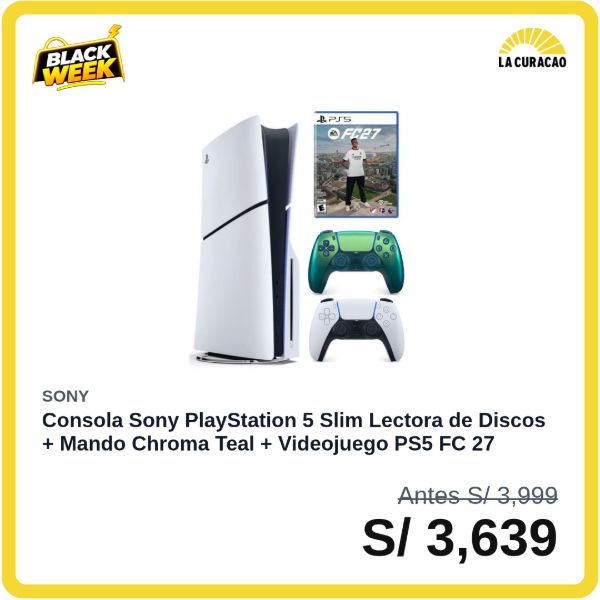 BLACK
WEEK
LA CURACAO
PS5
EA
FC27
SONY
Consola Sony PlayStation 5 Slim Lectora de Discos
+ Mando Chroma Teal + Videojuego PS5 FC 27
Antes S/ 3,999
S/ 3,639